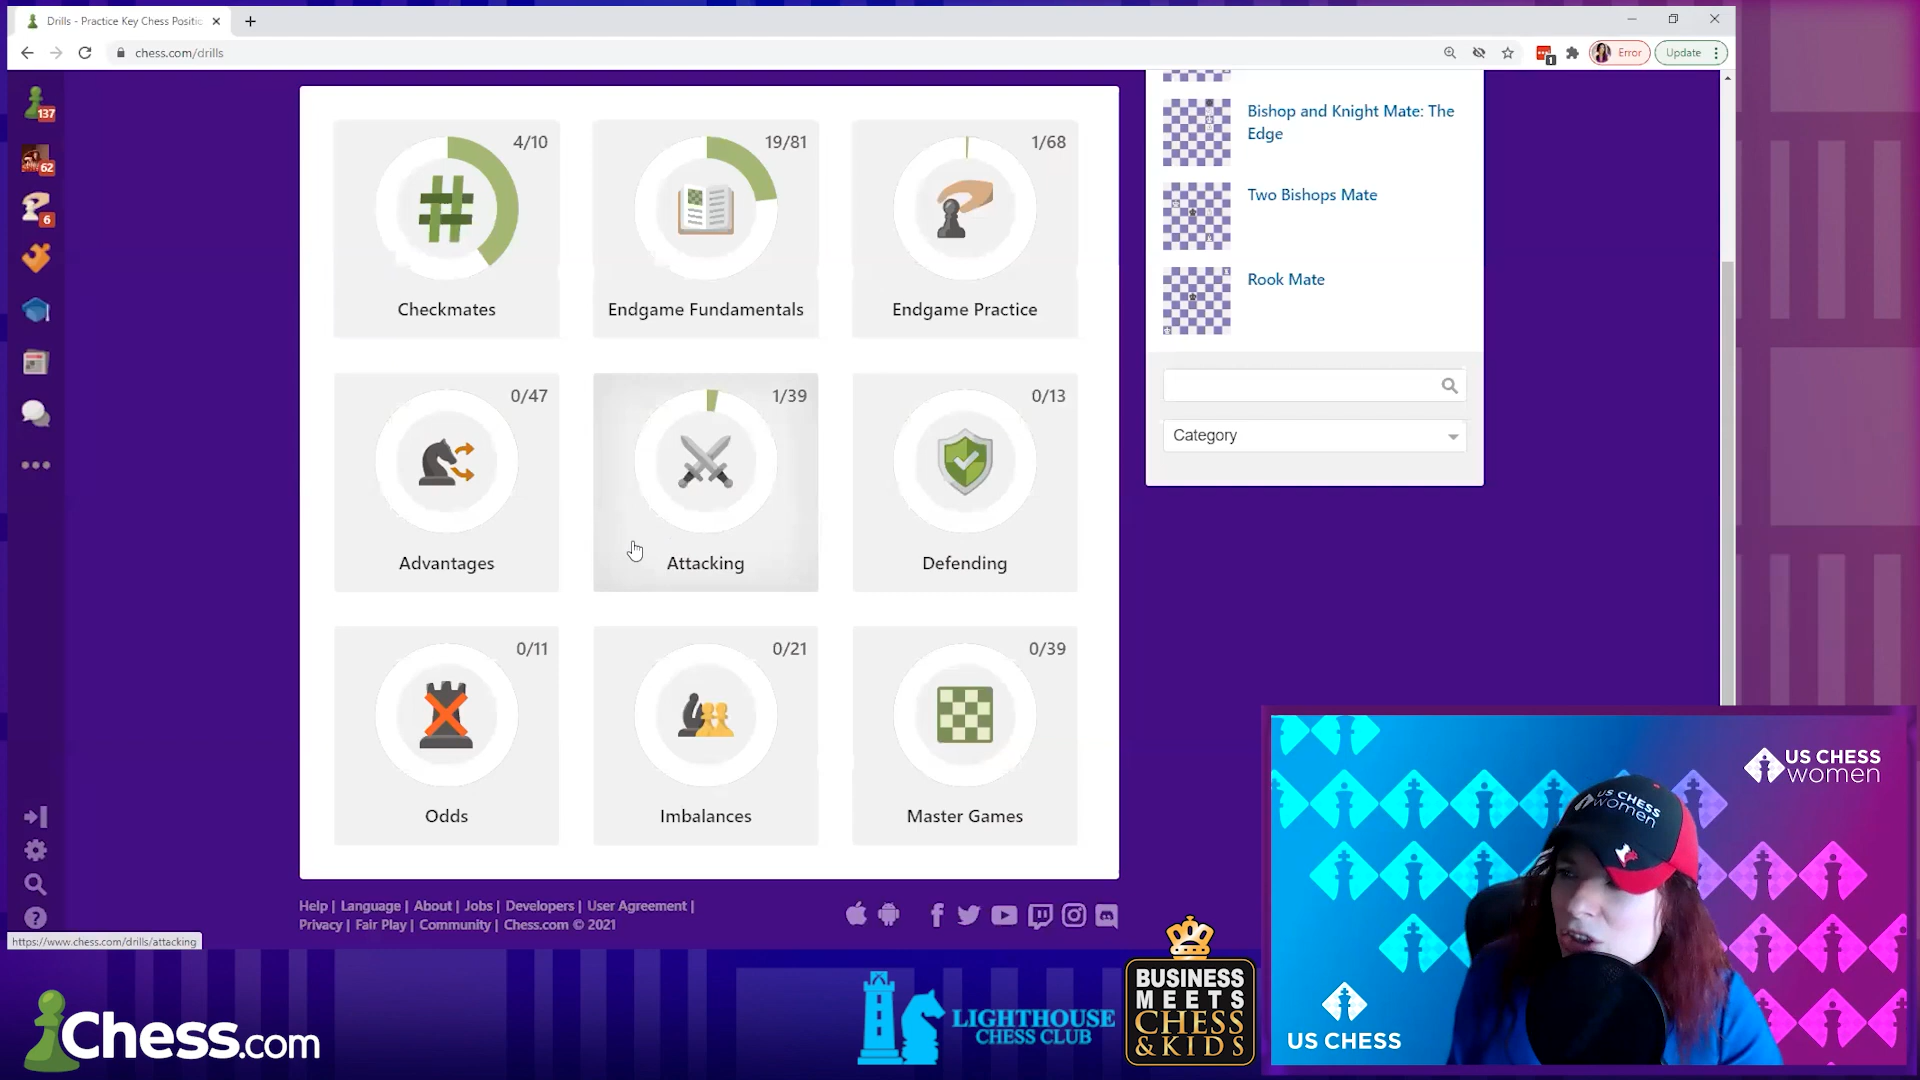 Drills - Practice Key Chess Positic
chess.com/drills
1
Error
Update
137
62
6
4/10
Checkmates
19/81
Endgame Fundamentals
1/68
Endgame Practice
0/47
Advantages
1/39
Attacking
0/13
Defending
0/11
Odds
0/21
Imbalances
0/39
Master Games
Bishop and Knight Mate: The
Edge
Two Bishops Mate
Rook Mate
Category
Help | Language | About | Jobs | Developers | User Agreement |
Privacy | Fair Play | Community | Chess.com © 2021
https://www.chess.com/drills/attacking
Chess.com
LIGHTHOUSE
CHESS CLUB
BUSINESS
MEETS
CHESS
& KIDS
US CHESS
women
US CHESS
women
US CHESS